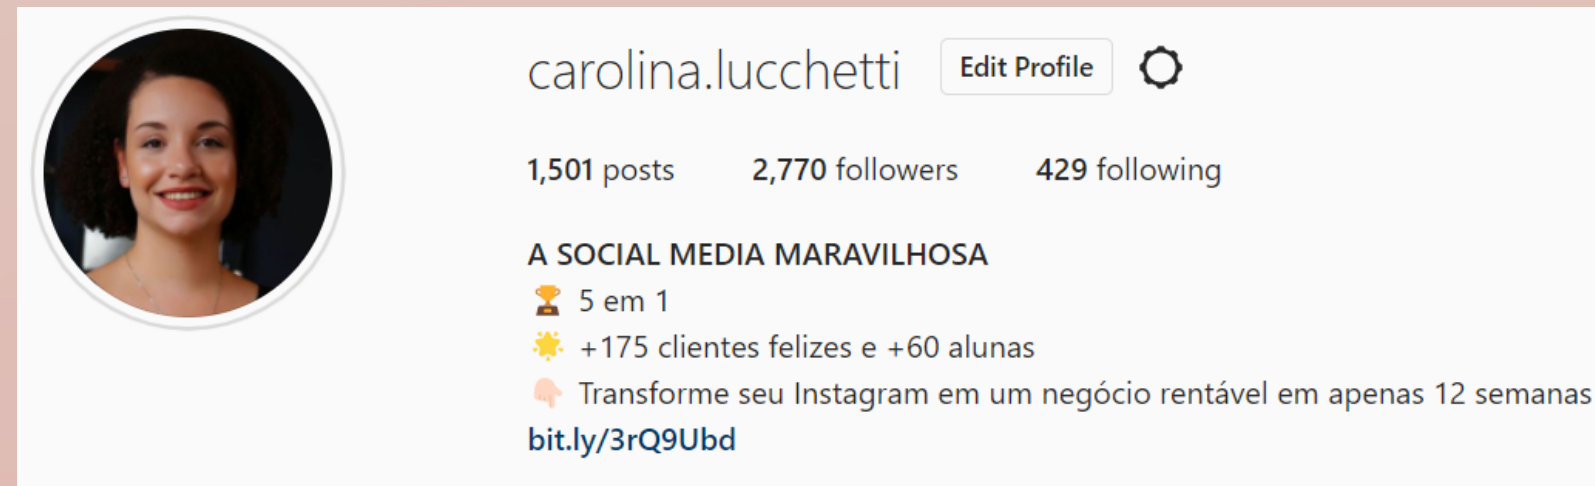 carolina.lucchetti Edit Profile
1,501 posts 2,770 followers 429 following
A SOCIAL MEDIA MARAVILHOSA
🏆 5 em 1
🌟 +175 clientes felizes e +60 alunas
👇🏻 Transforme seu Instagram em um negócio rentável em apenas 12 semanas
bit.ly/3rQ9Ubd